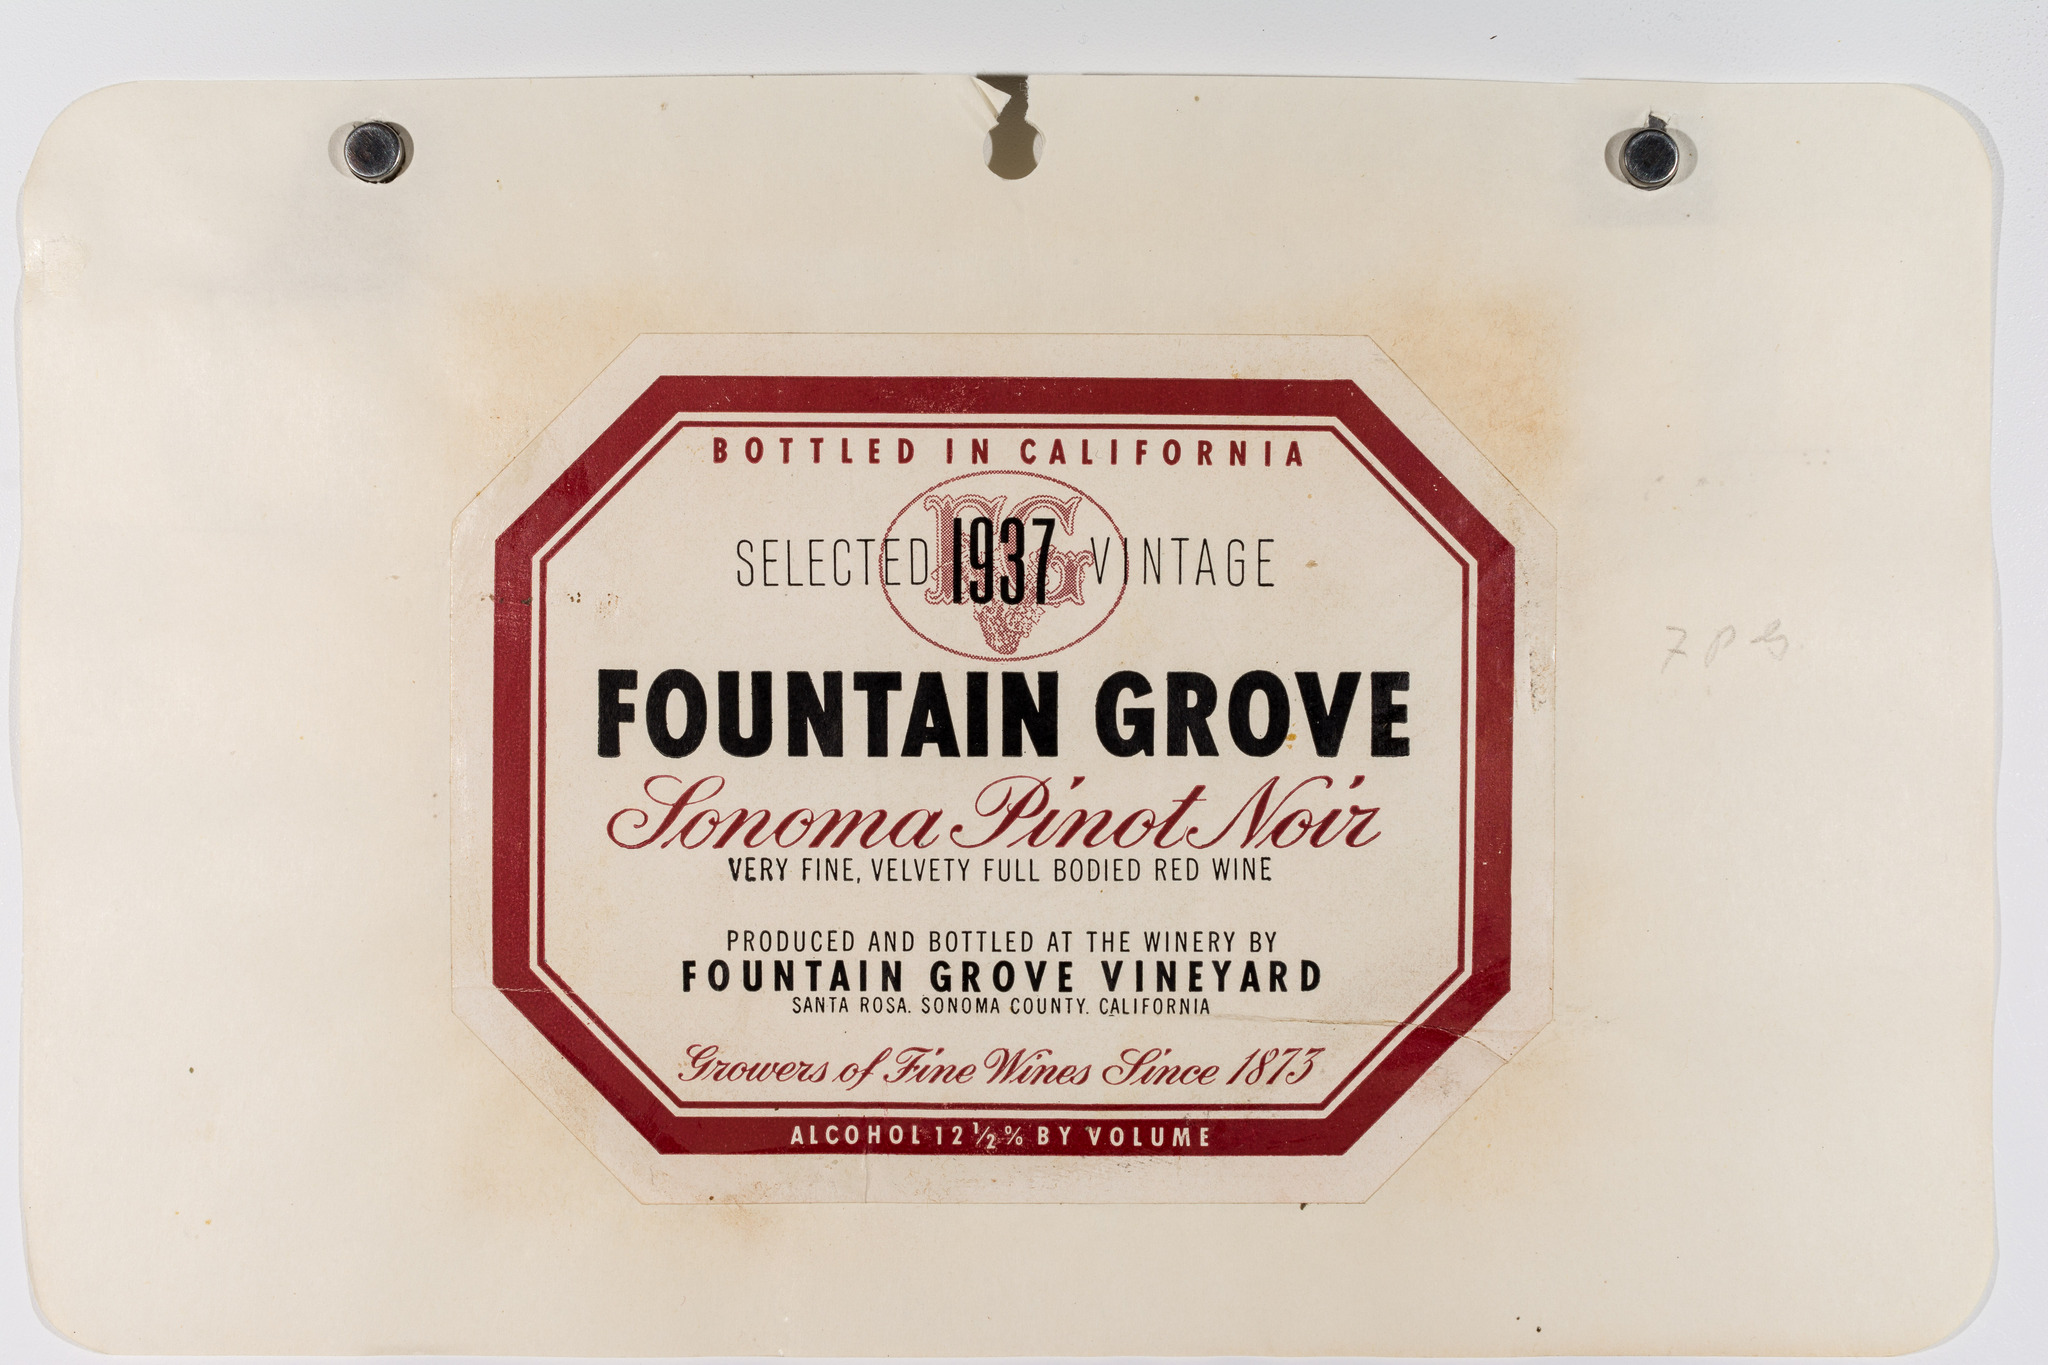 BOTTLED IN CALIFORNIA
SELECTED 1937 VINTAGE
FOUNTAIN GROVE
Sonoma Pinot Noir
VERY FINE, VELVETY FULL BODIED RED WINE
PRODUCED AND BOTTLED AT THE WINERY BY
FOUNTAIN GROVE VINEYARD
SANTA ROSA. SONOMA COUNTY. CALIFORNIA
Growers of Fine Wines Since 1873
ALCOHOL 12½% BY VOLUME